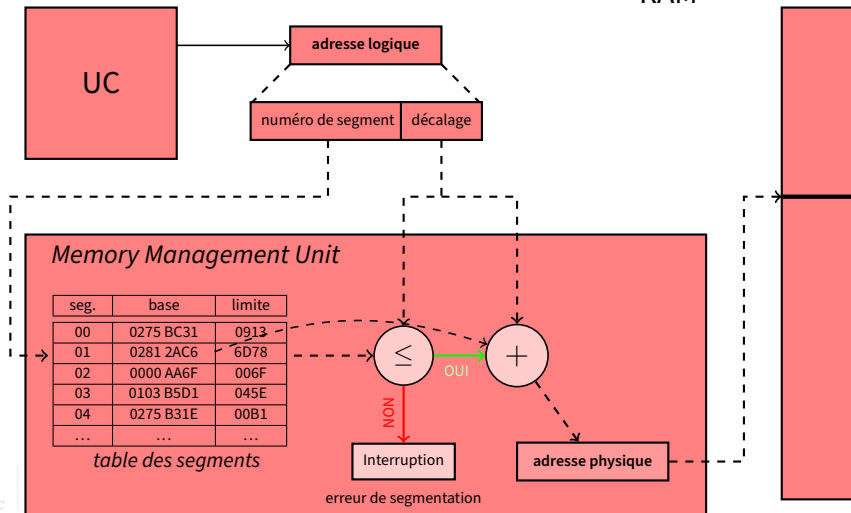 RAM
UC
adresse logique
numéro de segment décalage
Memory Management Unit
seg. base limite
00 0275 BC31 0913
01 0281 2AC6 6D78
02 0000 AA6F 006F
03 0103 B5D1 045E
04 0275 B31E 00B1
... ... ...
table des segments
≤
OUI
+
NON
Interruption
erreur de segmentation
adresse physique